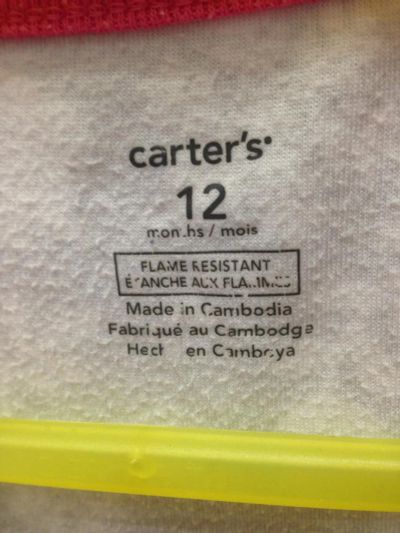 carter's
12
months / mois
FLAME RESISTANT
ÉTANCHE AUX FLAMMES
Made in Cambodia
Fabriqué au Cambodge
Hecho en Camboya